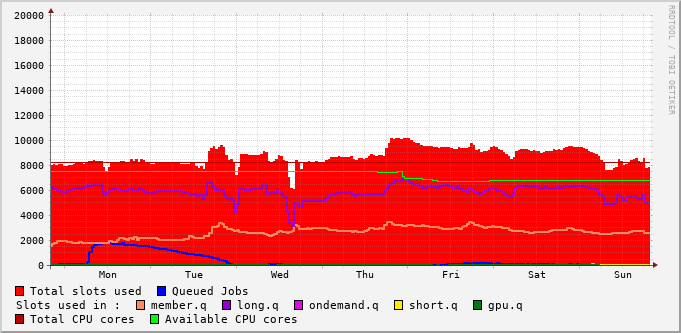 RRDTOOL / TOBI OETIKER
20000
18000
16000
14000
12000
10000
8000
6000
4000
2000
0
Mon Tue Wed Thu Fri Sat Sun
Total slots used Queued Jobs
Slots used in : member.q long.q ondemand.q short.q gpu.q
Total CPU cores Available CPU cores